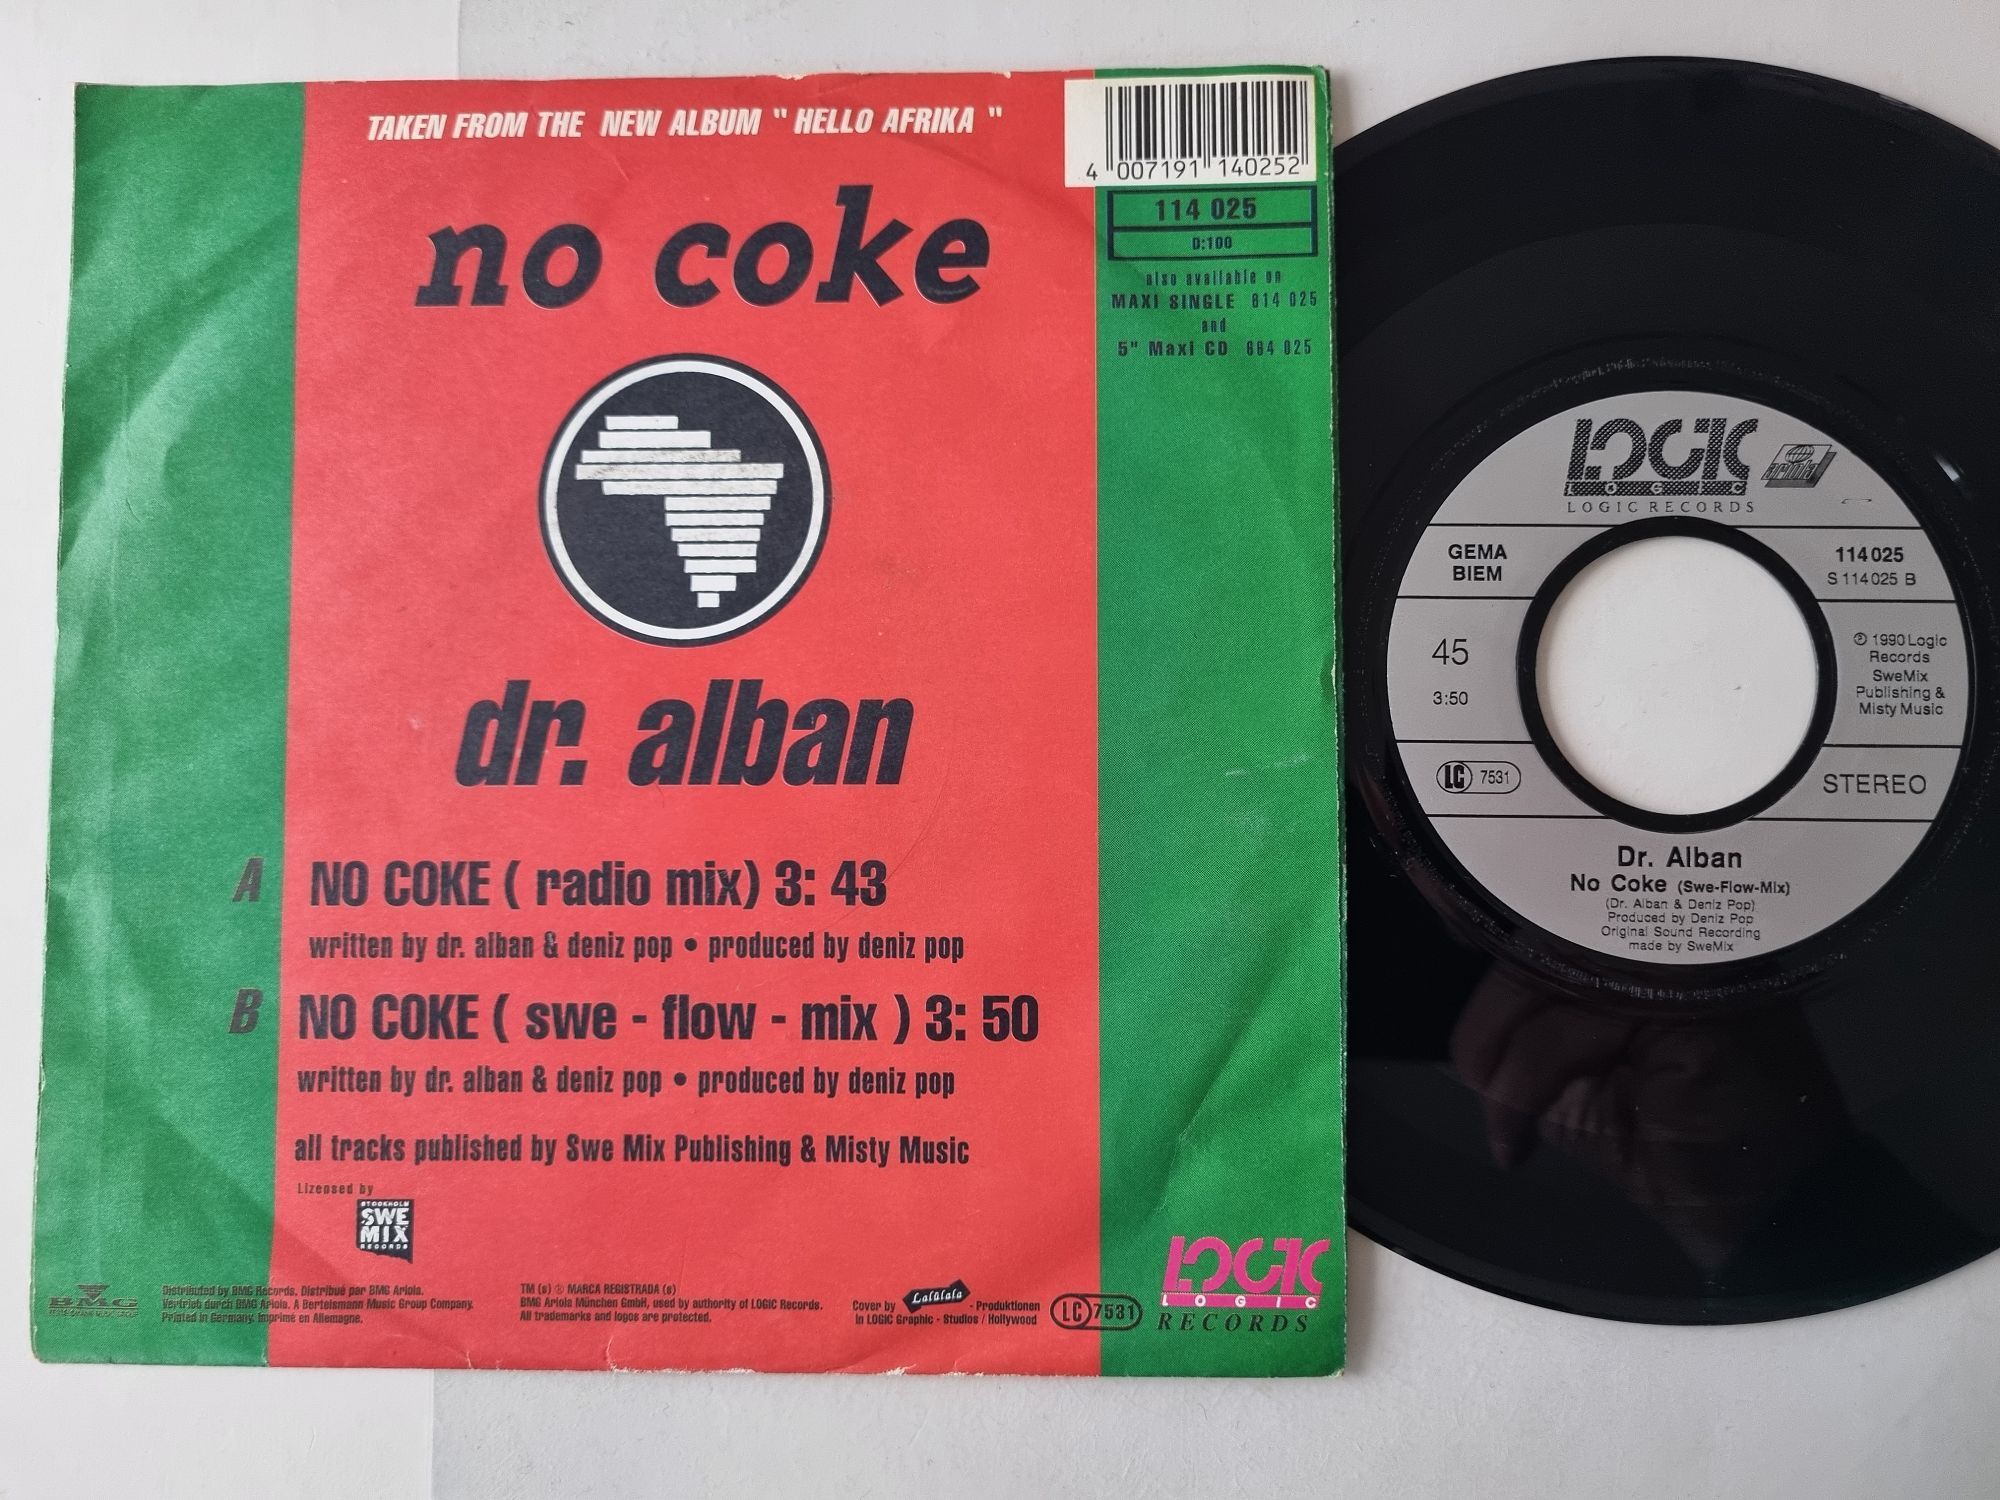 TAKEN FROM THE NEW ALBUM " HELLO AFRIKA "
4 007191 140252
114 025
D:100
also available on
MAXI SINGLE 614 025
and
5" Maxi CD 664 025
no coke
dr. alban
A NO COKE ( radio mix) 3: 43
written by dr. alban & deniz pop • produced by deniz pop
B NO COKE ( swe - flow - mix ) 3: 50
written by dr. alban & deniz pop • produced by deniz pop
all tracks published by Swe Mix Publishing & Misty Music
Lizensed by
STOCKHOLM
SWE
MIX
RECORDS
BMG
Distributed by BMG Records. Distribué par BMG Ariola.
Vertrieb durch BMG Ariola. A Bertelsmann Music Group Company.
Printed in Germany. Imprimé en Allemagne.
TM (s) ® MARCA REGISTRADA (s)
BMG Ariola München GmbH, used by authority of LOGIC Records.
All trademarks and logos are protected.
Cover by Lalülala - Produktionen
in LOGIC Graphic - Studios / Hollywood
LC 7531
LOGIC
LOGIC
RECORDS
LOGIC
LOGIC
LOGIC RECORDS
ariola
GEMA
BIEM
114 025
S 114 025 B
45
3:50
℗ 1990 Logic
Records
SweMix
Publishing &
Misty Music
LC 7531
STEREO
Dr. Alban
No Coke (Swe-Flow-Mix)
(Dr. Alban & Deniz Pop)
Produced by Deniz Pop
Original Sound Recording
made by SweMix